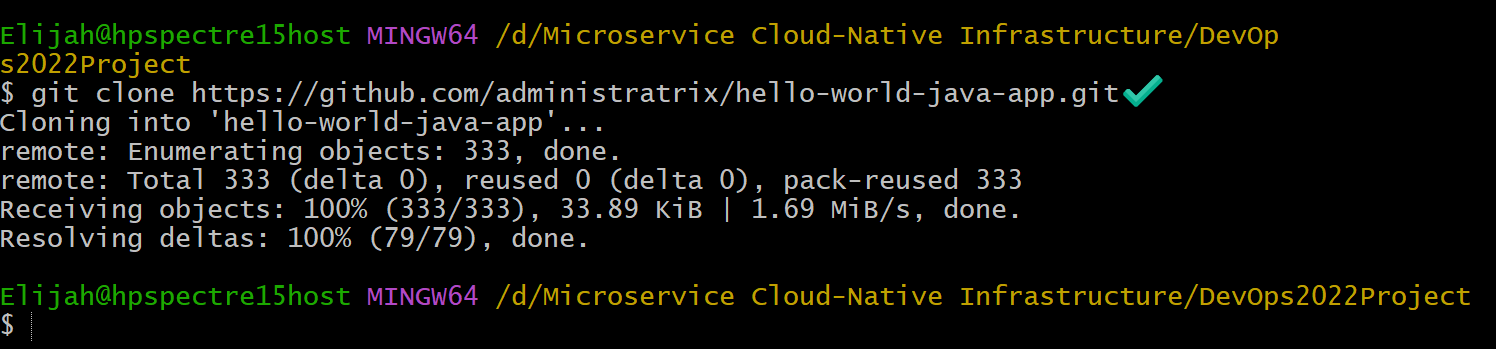 Elijah@hpspectre15host MINGW64 /d/Microservice Cloud-Native Infrastructure/DevOp
s2022Project
$ git clone https://github.com/administratrix/hello-world-java-app.git
Cloning into 'hello-world-java-app'...
remote: Enumerating objects: 333, done.
remote: Total 333 (delta 0), reused 0 (delta 0), pack-reused 333
Receiving objects: 100% (333/333), 33.89 KiB | 1.69 MiB/s, done.
Resolving deltas: 100% (79/79), done.
Elijah@hpspectre15host MINGW64 /d/Microservice Cloud-Native Infrastructure/DevOps2022Project
$